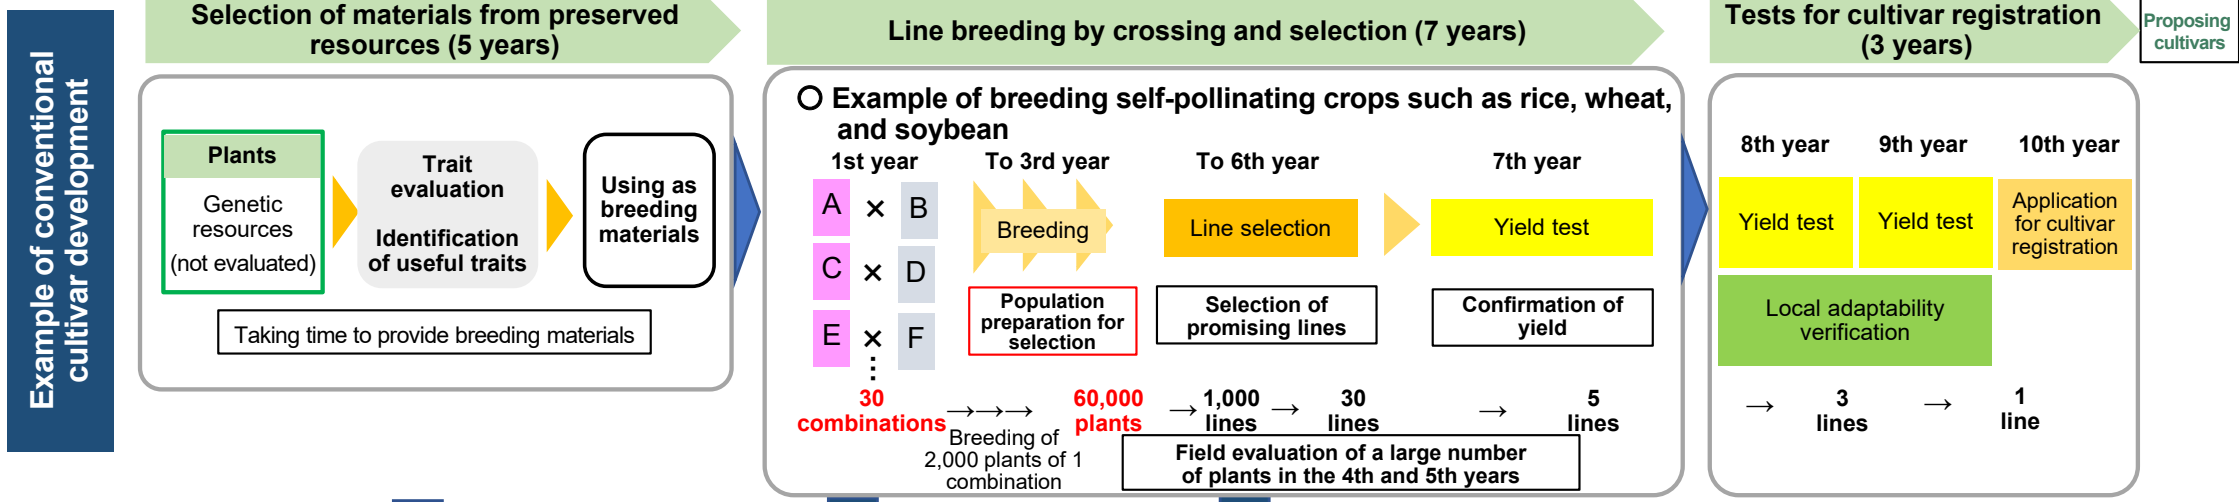 Example of conventional
cultivar development
Selection of materials from preserved
resources (5 years)
Plants
Genetic
resources
(not evaluated)
Trait
evaluation
Identification
of useful traits
Using as
breeding
materials
Taking time to provide breeding materials
Line breeding by crossing and selection (7 years)
Example of breeding self-pollinating crops such as rice, wheat,
and soybean
1st year
To 3rd year
To 6th year
7th year
A × B
C × D
E × F
⋮
Breeding
Line selection
Yield test
Population
preparation for
selection
Selection of
promising lines
Confirmation of
yield
30
combinations
→→→
Breeding of
2,000 plants of 1
combination
60,000
plants
→
1,000
lines
→
30
lines
→
5
lines
Field evaluation of a large number
of plants in the 4th and 5th years
Tests for cultivar registration
(3 years)
8th year
9th year
10th year
Yield test
Yield test
Application
for cultivar
registration
Local adaptability
verification
→
3
lines
→
1
line
Proposing
cultivars